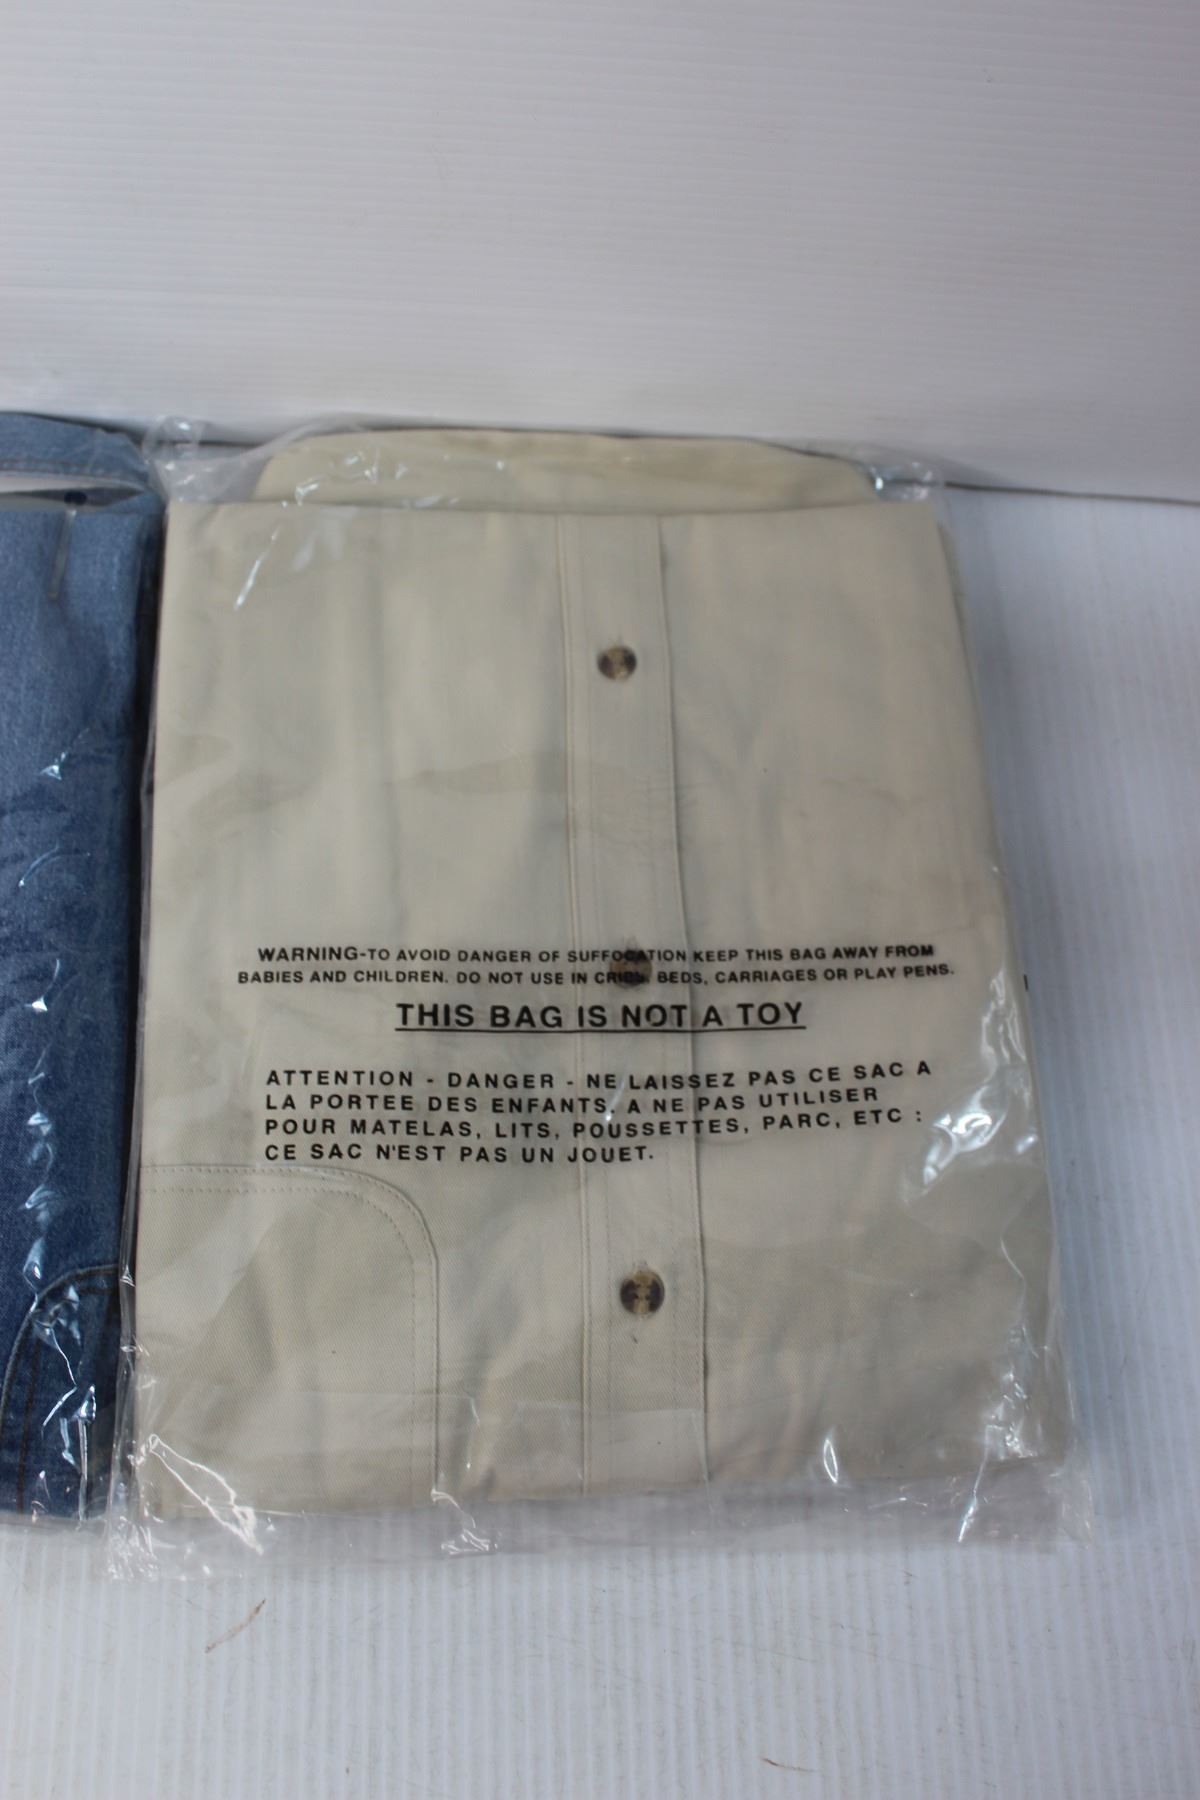 WARNING-TO AVOID DANGER OF SUFFOCATION KEEP THIS BAG AWAY FROM
BABIES AND CHILDREN. DO NOT USE IN CRIBS, BEDS, CARRIAGES OR PLAY PENS.
THIS BAG IS NOT A TOY
ATTENTION - DANGER - NE LAISSEZ PAS CE SAC A
LA PORTEE DES ENFANTS. A NE PAS UTILISER
POUR MATELAS, LITS, POUSSETTES, PARC, ETC :
CE SAC N'EST PAS UN JOUET.